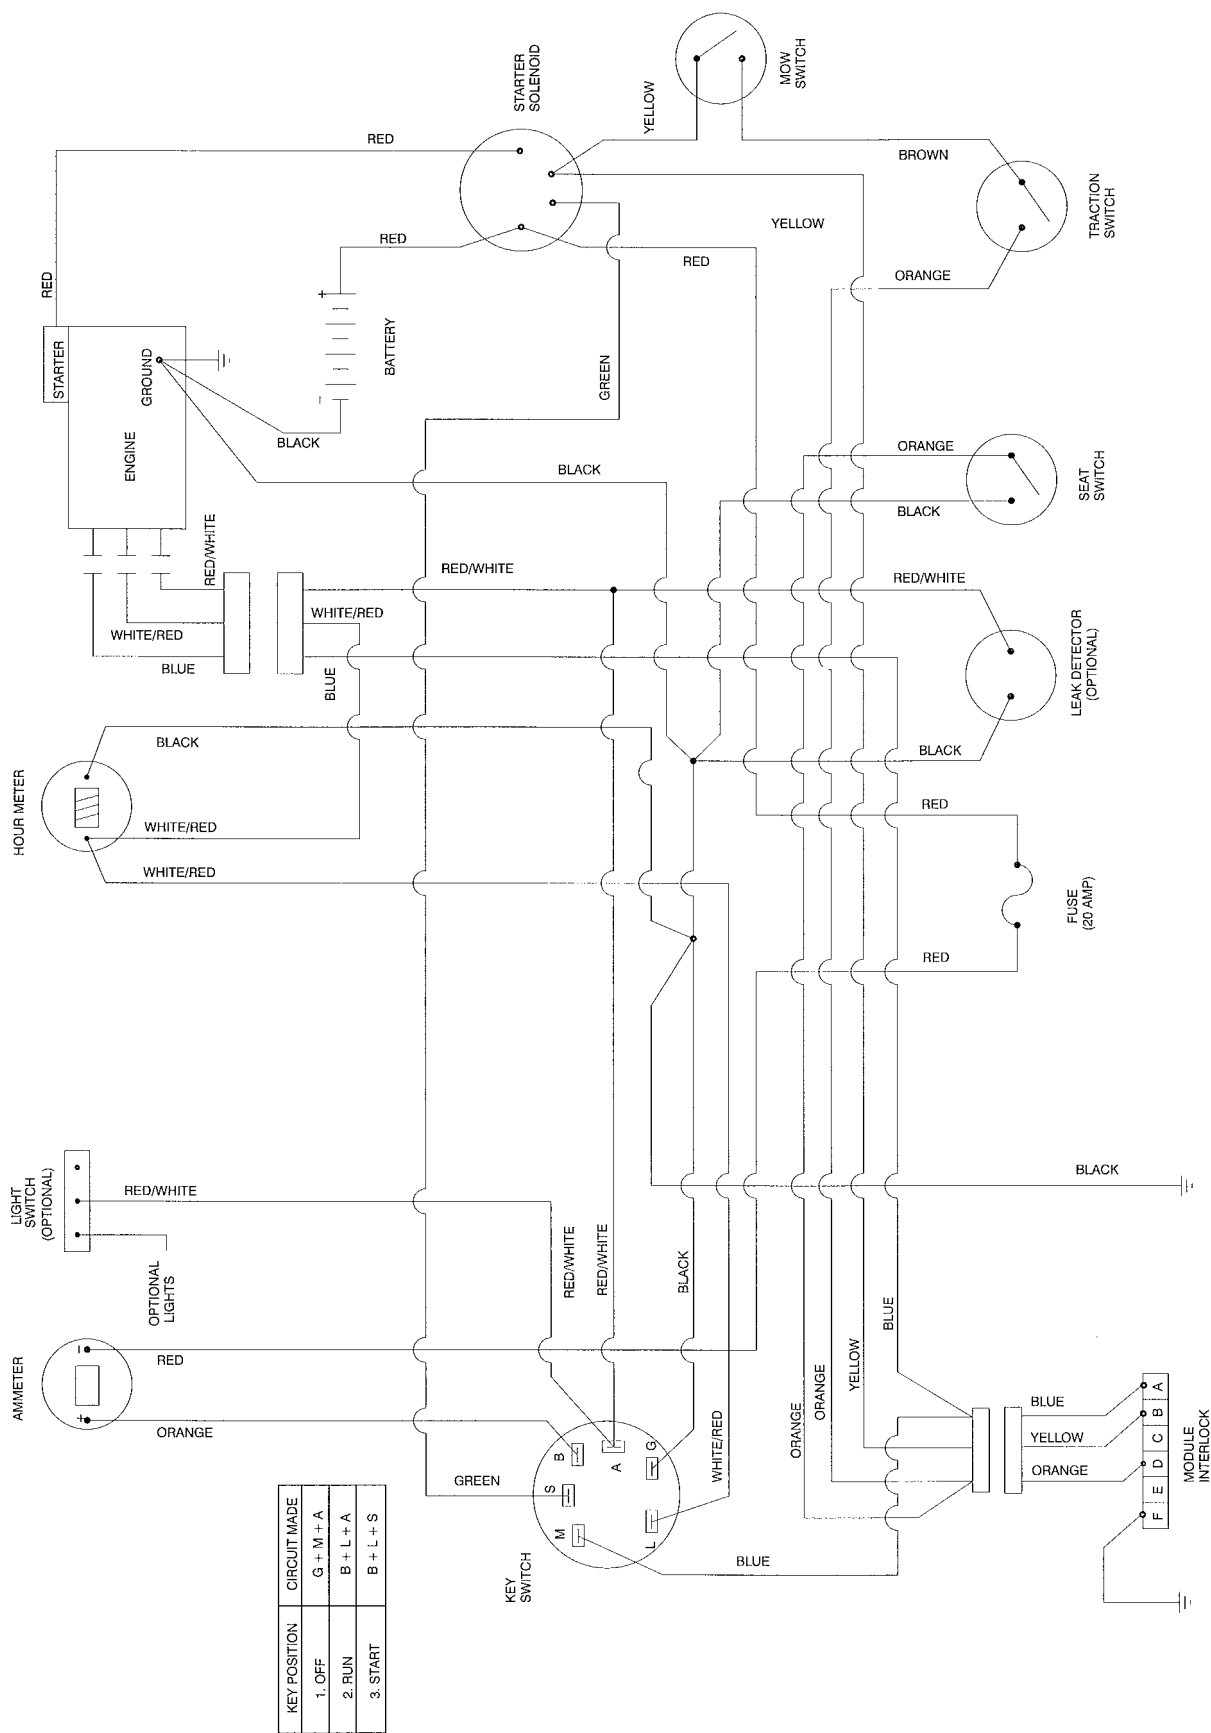 STARTER
SOLENOID
MOW
SWITCH
YELLOW
RED
BROWN
TRACTION
SWITCH
YELLOW
ORANGE
RED
RED
RED
STARTER
GROUND
ENGINE
+
-
BATTERY
BLACK
GREEN
BLACK
ORANGE
BLACK
SEAT
SWITCH
RED/WHITE
RED/WHITE
RED/WHITE
WHITE/RED
WHITE/RED
BLUE
BLUE
LEAK DETECTOR
(OPTIONAL)
BLACK
BLACK
HOUR METER
WHITE/RED
WHITE/RED
RED
FUSE
(20 AMP)
RED
BLACK
LIGHT
SWITCH
(OPTIONAL)
RED/WHITE
OPTIONAL
LIGHTS
RED/WHITE
RED/WHITE
BLACK
BLUE
YELLOW
ORANGE
ORANGE
AMMETER
-
+
RED
ORANGE
WHITE/RED
GREEN
B
A
G
S
M
L
KEY
SWITCH
BLUE
BLUE
YELLOW
ORANGE
A
B
C
D
E
F
MODULE
INTERLOCK
KEY POSITION CIRCUIT MADE
1. OFF G + M + A
2. RUN B + L + A
3. START B + L + S